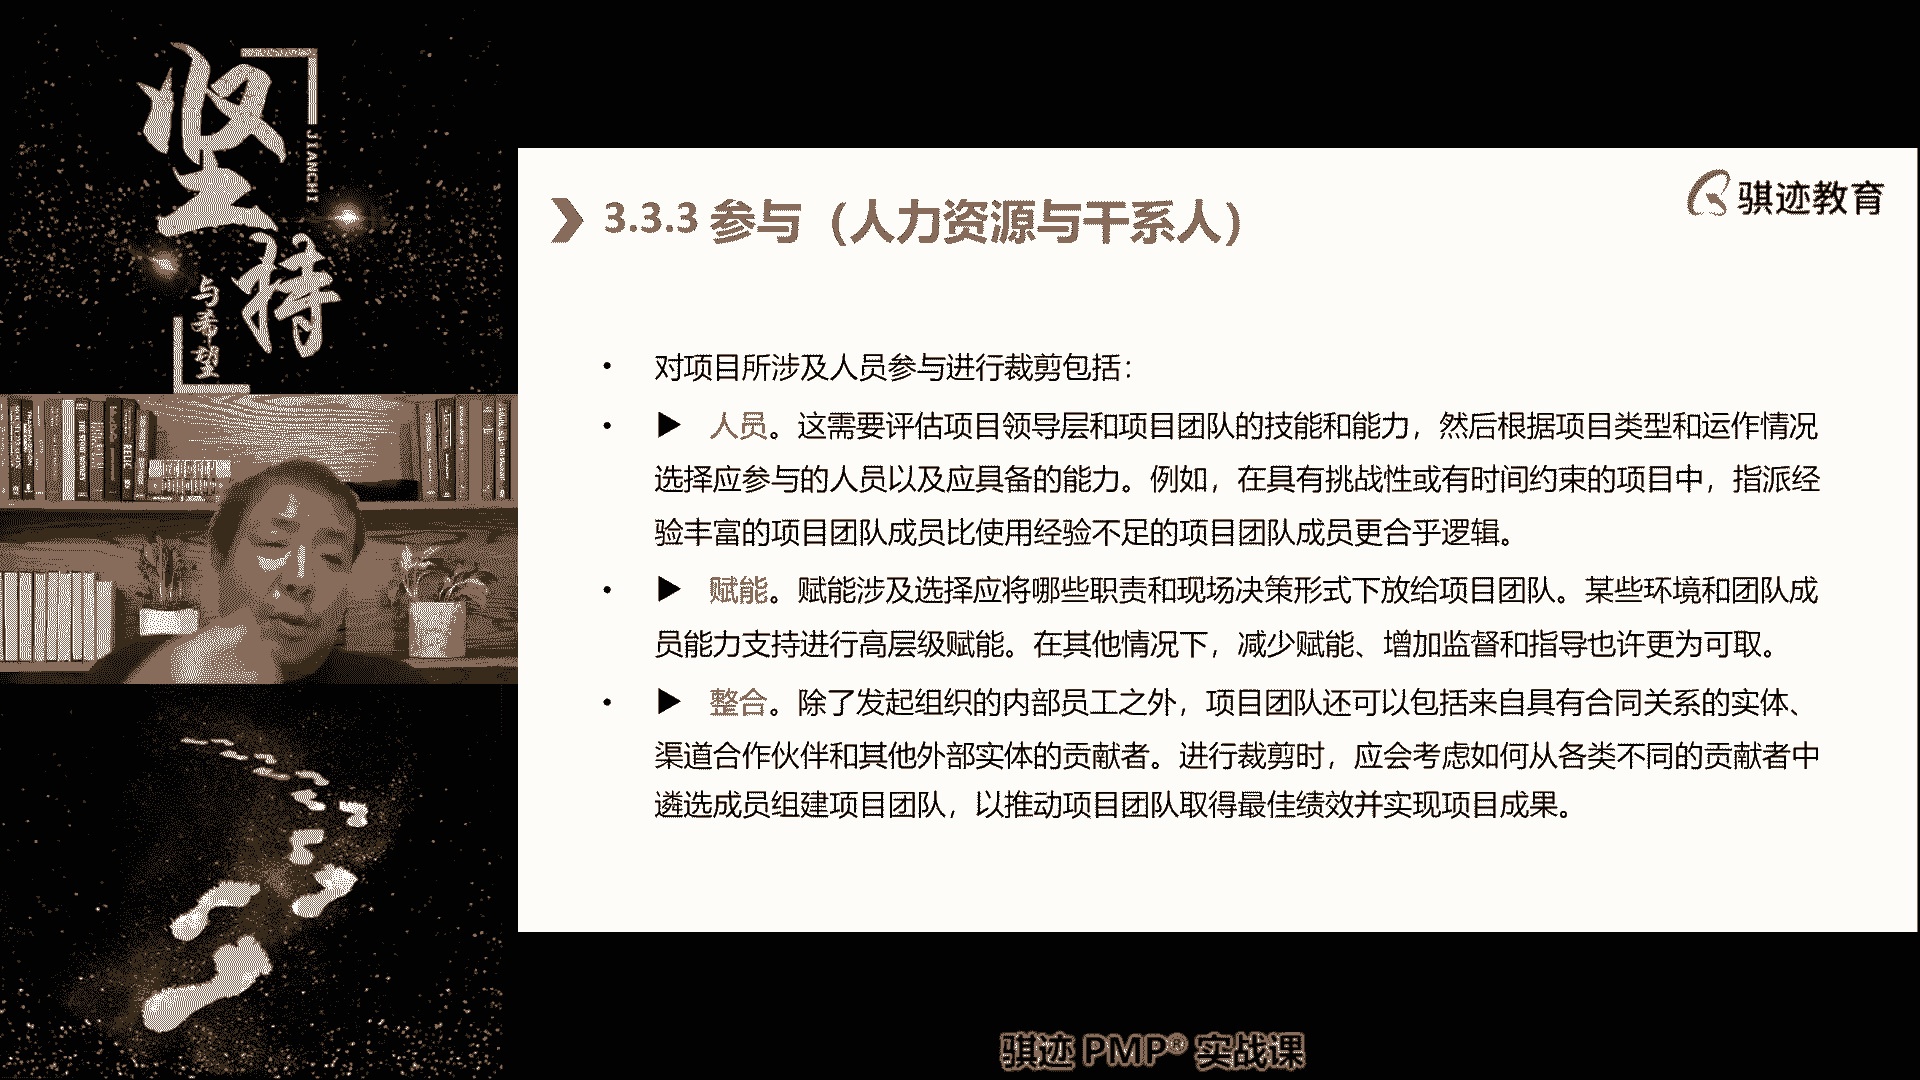 坚持
JIANCHI
与希望
骐迹教育
3.3.3 参与（人力资源与干系人）
• 对项目所涉及人员参与进行裁剪包括：
• ▶ 人员。这需要评估项目领导层和项目团队的技能和能力，然后根据项目类型和运作情况
选择应参与的人员以及应具备的能力。例如，在具有挑战性或有时间约束的项目中，指派经
验丰富的项目团队成员比使用经验不足的项目团队成员更合乎逻辑。
• ▶ 赋能。赋能涉及选择应将哪些职责和现场决策形式下放给项目团队。某些环境和团队成
员能力支持进行高层级赋能。在其他情况下，减少赋能、增加监督和指导也许更为可取。
• ▶ 整合。除了发起组织的内部员工之外，项目团队还可以包括来自具有合同关系的实体、
渠道合作伙伴和其他外部实体的贡献者。进行裁剪时，应会考虑如何从各类不同的贡献者中
遴选成员组建项目团队，以推动项目团队取得最佳绩效并实现项目成果。
骐迹 PMP® 实战课